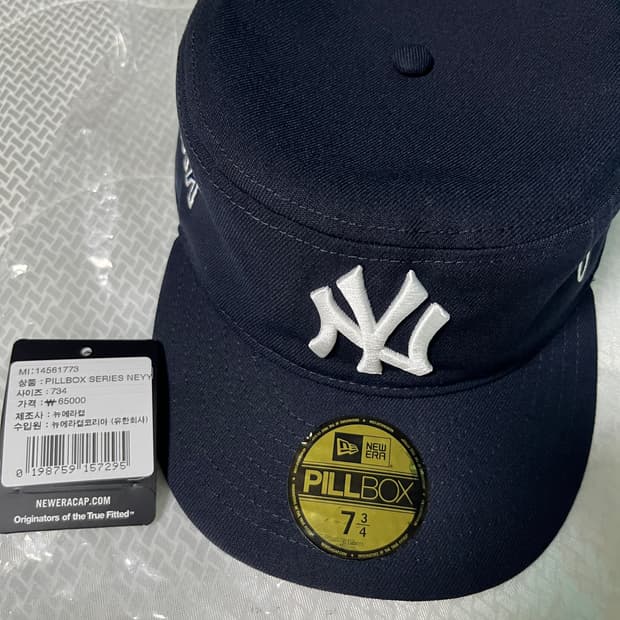 NY
MI:14561773
상품 : PILLBOX SERIES NEYY
사이즈 : 734
가격 : ₩ 65000
제조사 : 뉴에라캡
수입원 : 뉴에라캡코리아 (유한회사)
0 198759 157295
NEWERACAP.COM
Originators of the True Fitted™
NEW ERA
PILLBOX
7 3/4